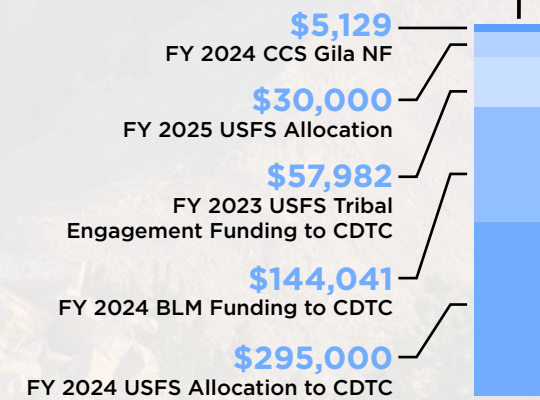 $5,129
FY 2024 CCS Gila NF
$30,000
FY 2025 USFS Allocation
$57,982
FY 2023 USFS Tribal
Engagement Funding to CDTC
$144,041
FY 2024 BLM Funding to CDTC
$295,000
FY 2024 USFS Allocation to CDTC